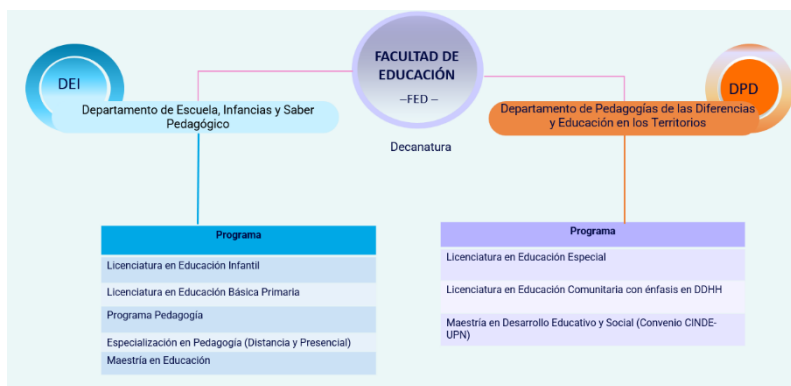 FACULTAD DE
EDUCACIÓN
–FED –
Decanatura
DEI
Departamento de Escuela, Infancias y Saber
Pedagógico
DPD
Departamento de Pedagogías de las Diferencias
y Educación en los Territorios
Programa
Licenciatura en Educación Infantil
Licenciatura en Educación Básica Primaria
Programa Pedagogía
Especialización en Pedagogía (Distancia y Presencial)
Maestría en Educación
Programa
Licenciatura en Educación Especial
Licenciatura en Educación Comunitaria con énfasis en DDHH
Maestría en Desarrollo Educativo y Social (Convenio CINDE-
UPN)